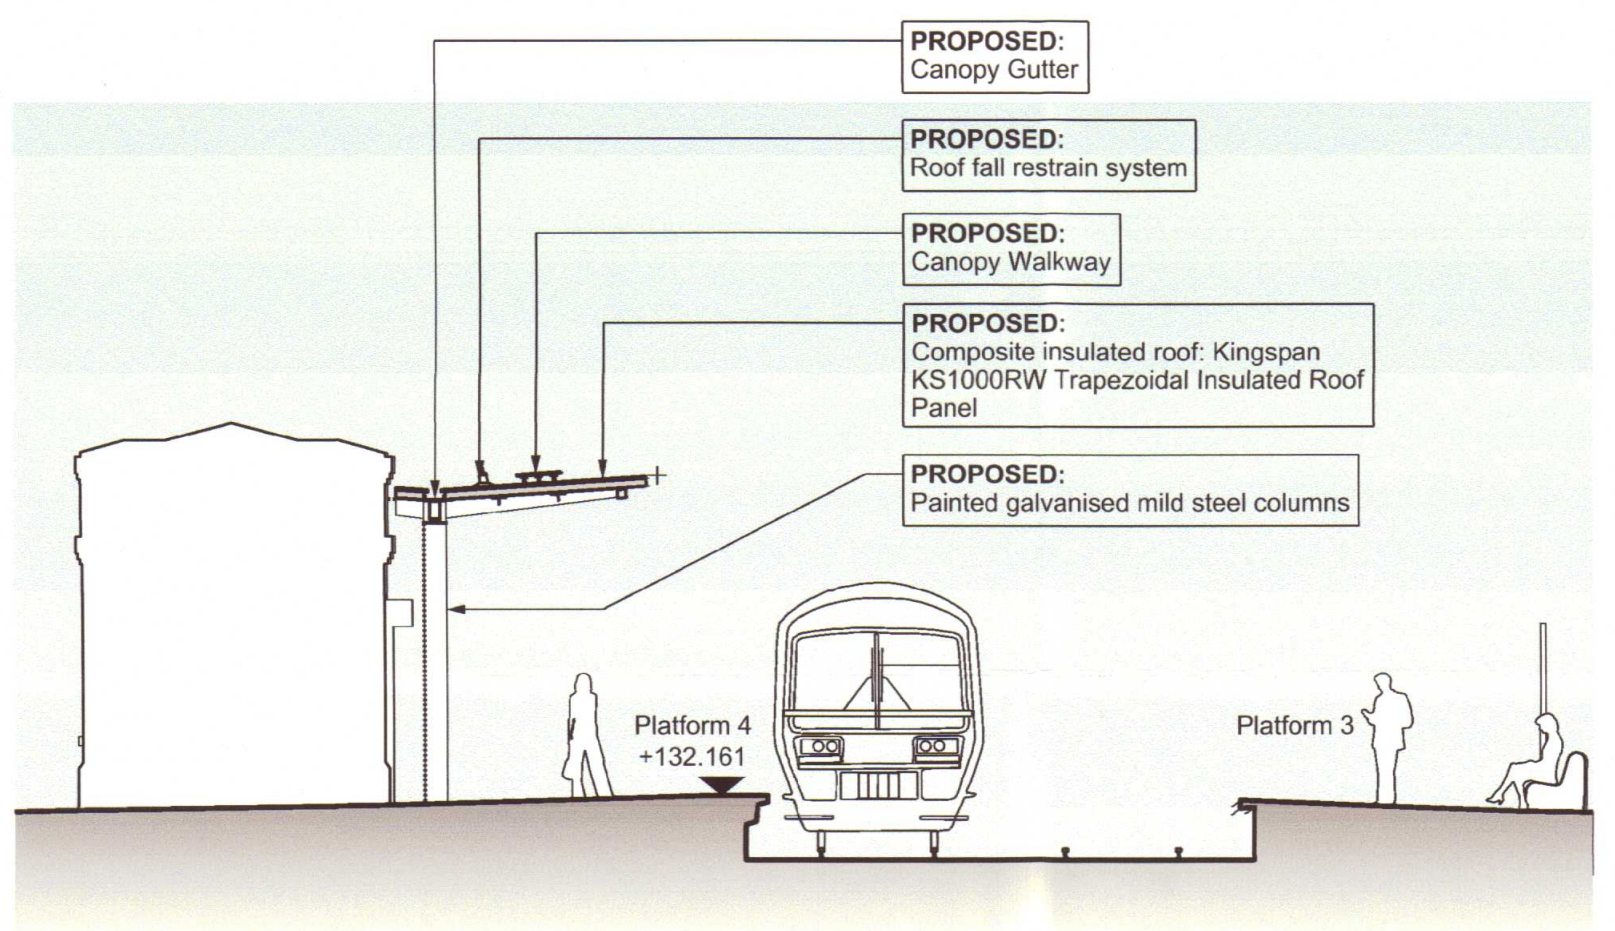 PROPOSED:
Canopy Gutter
PROPOSED:
Roof fall restrain system
PROPOSED:
Canopy Walkway
PROPOSED:
Composite insulated roof: Kingspan
KS1000RW Trapezoidal Insulated Roof
Panel
PROPOSED:
Painted galvanised mild steel columns
Platform 4
+132.161
Platform 3